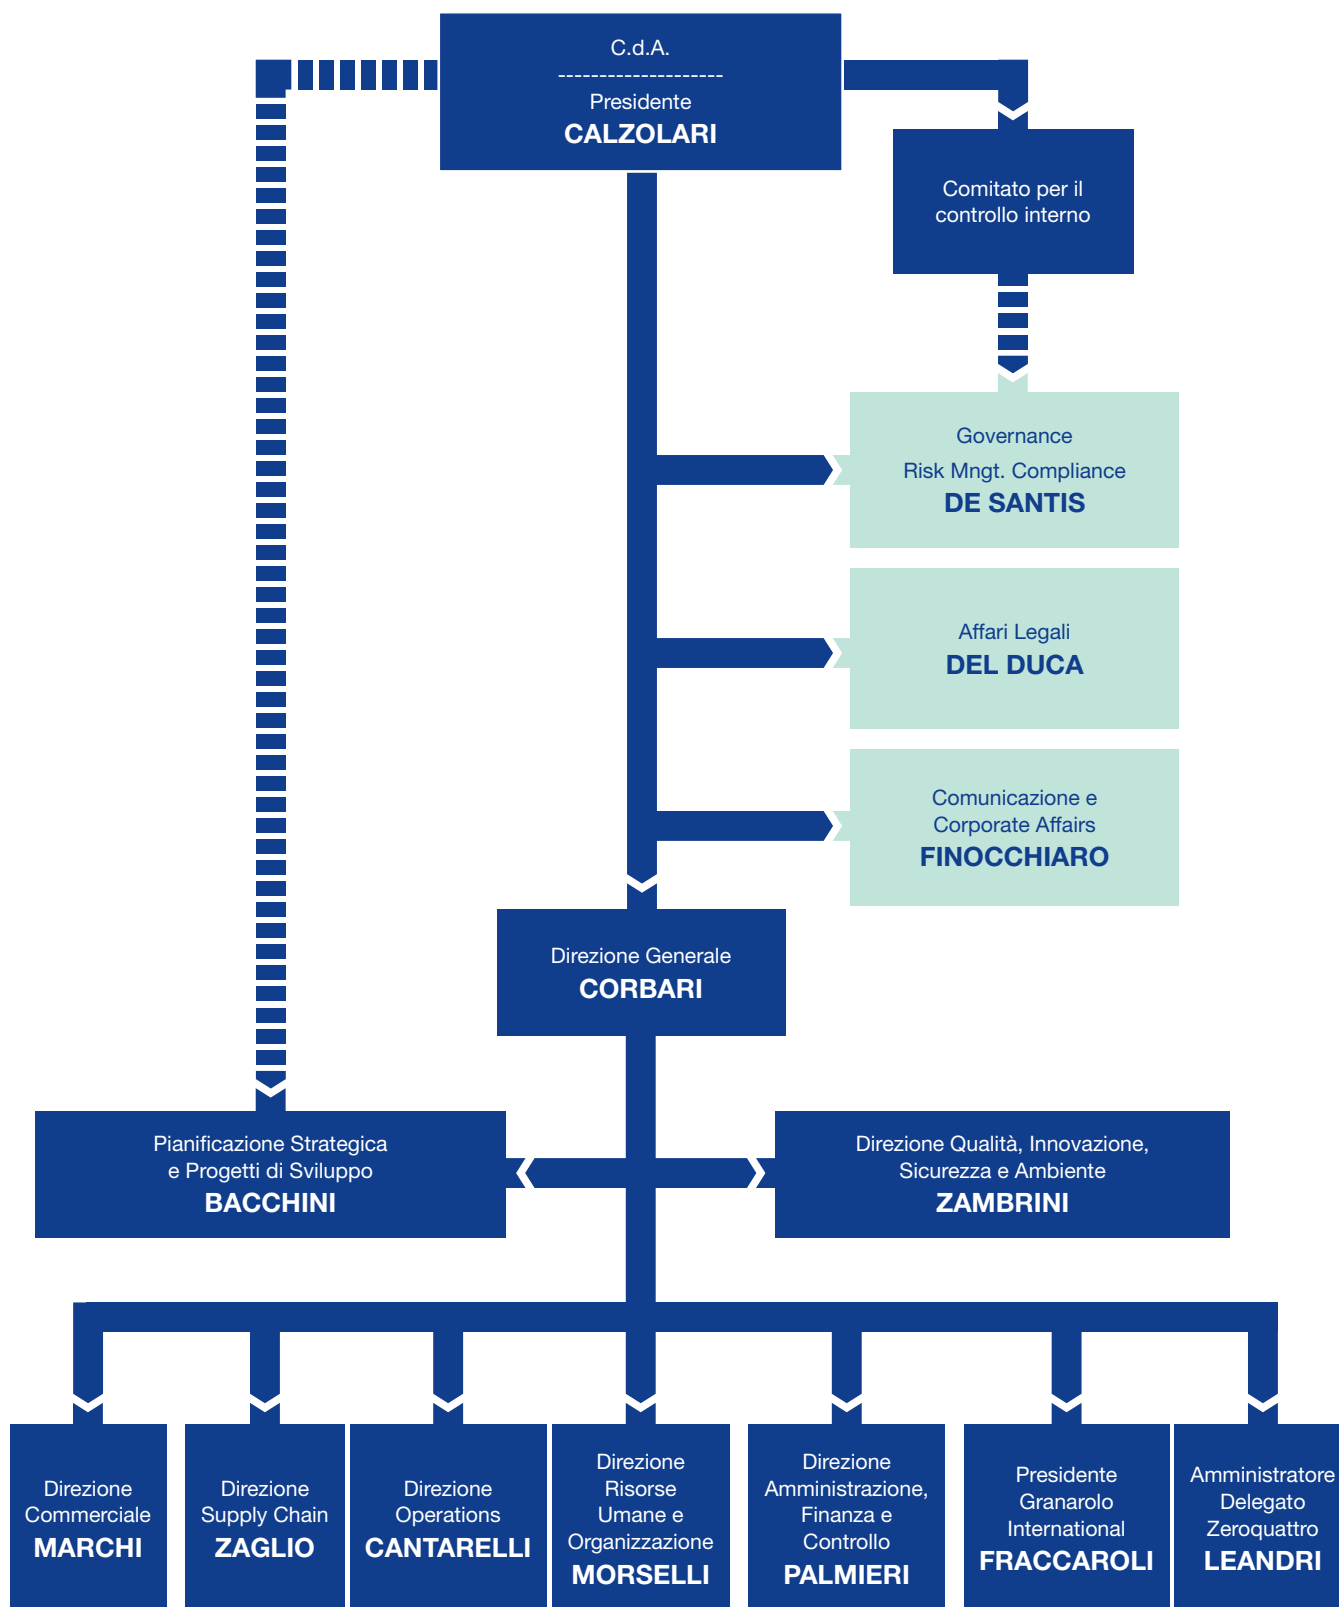 C.d.A.
--------------------
Presidente
CALZOLARI
Comitato per il
controllo interno
Governance
Risk Mngt. Compliance
DE SANTIS
Affari Legali
DEL DUCA
Comunicazione e
Corporate Affairs
FINOCCHIARO
Direzione Generale
CORBARI
Pianificazione Strategica
e Progetti di Sviluppo
BACCHINI
Direzione Qualità, Innovazione,
Sicurezza e Ambiente
ZAMBRINI
Direzione
Commerciale
MARCHI
Direzione
Supply Chain
ZAGLIO
Direzione
Operations
CANTARELLI
Direzione
Risorse
Umane e
Organizzazione
MORSELLI
Direzione
Amministrazione,
Finanza e
Controllo
PALMIERI
Presidente
Granarolo
International
FRACCAROLI
Amministratore
Delegato
Zeroquattro
LEANDRI